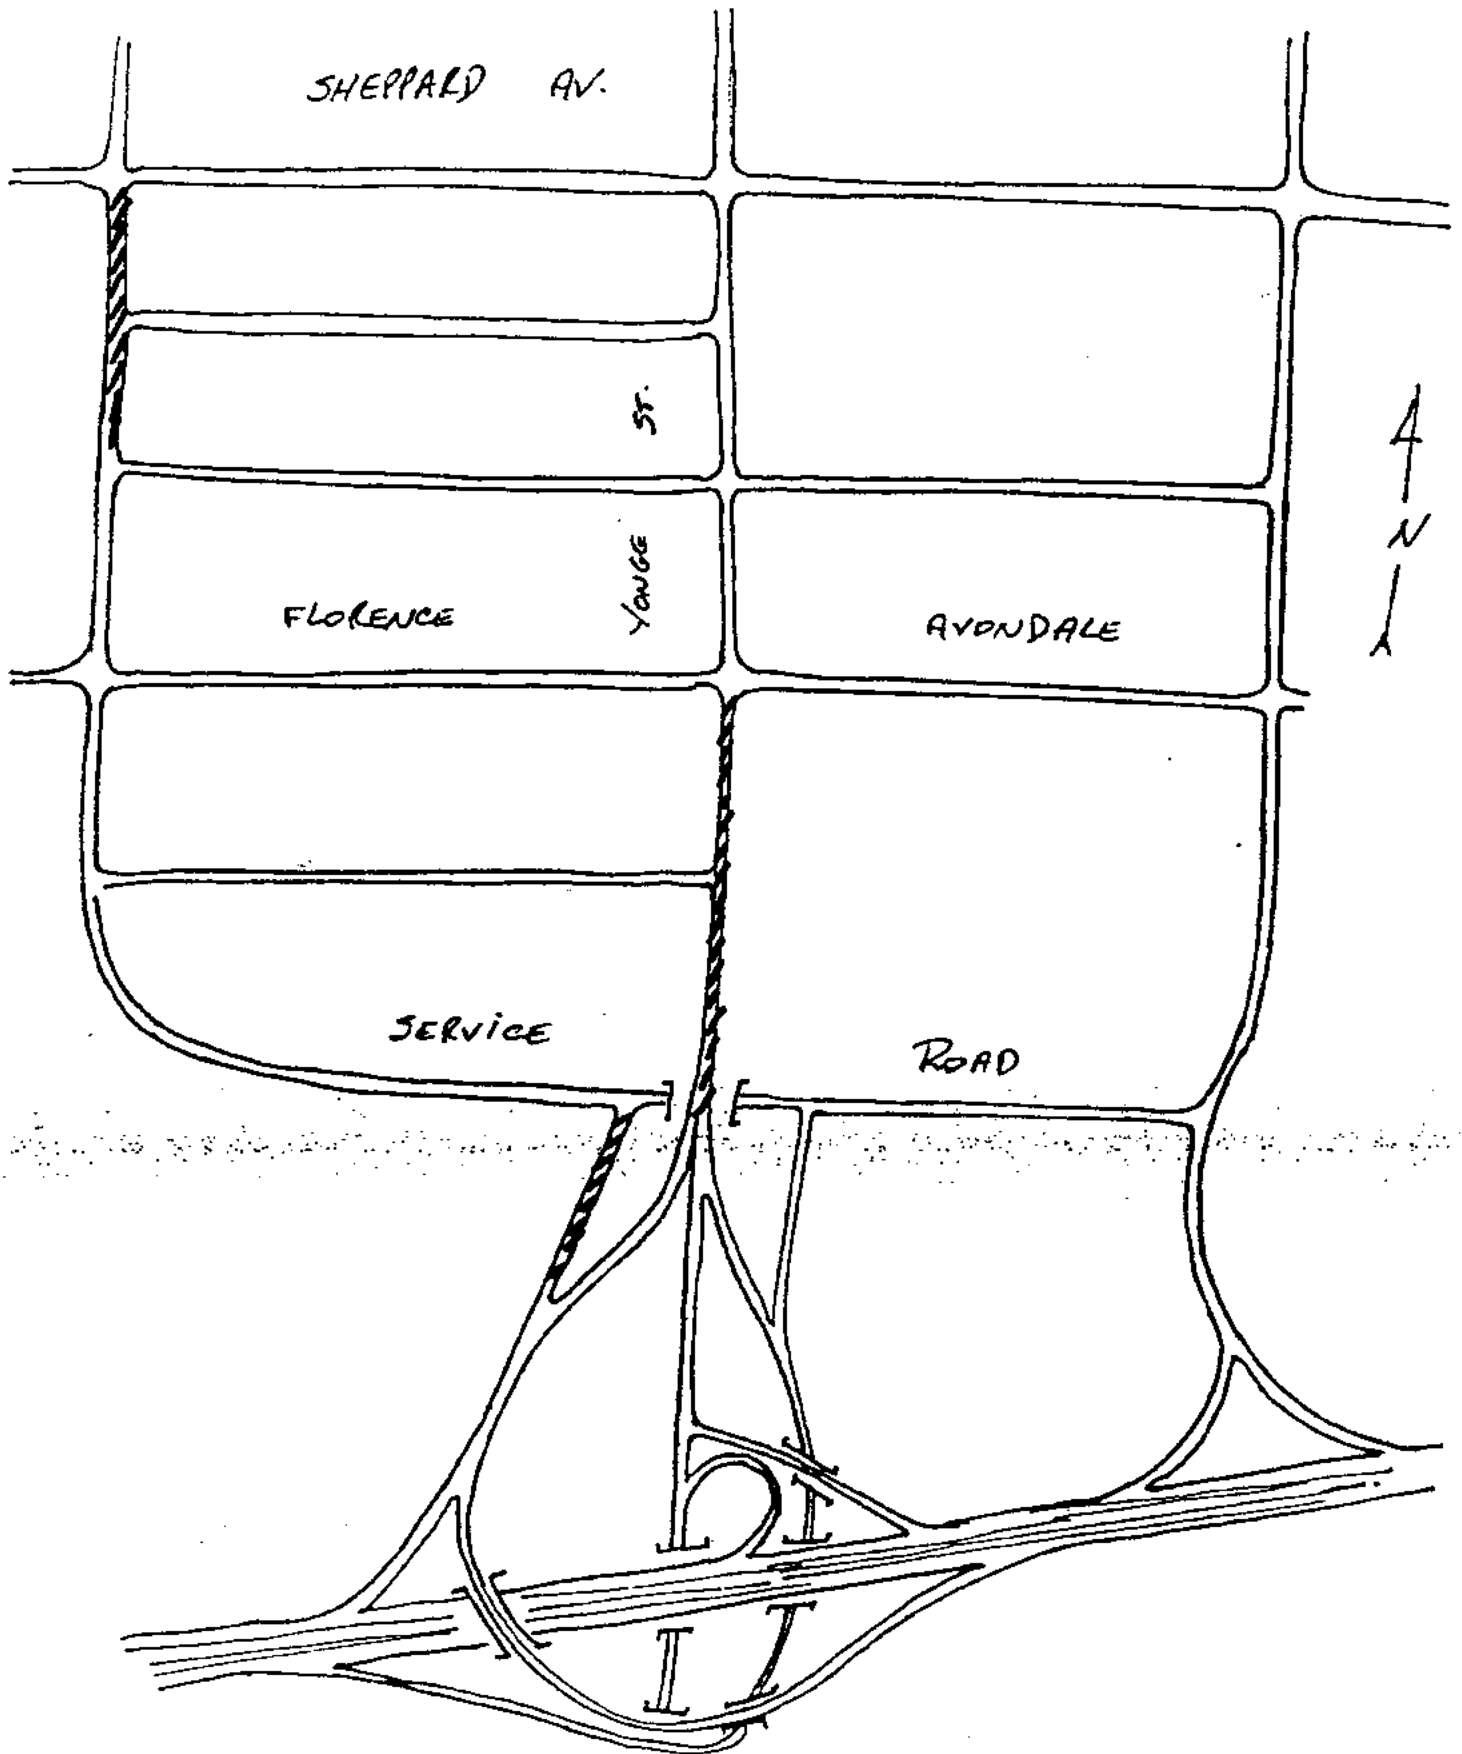 SHEPPARD AV.
YONGE ST.
FLORENCE
AVONDALE
N
SERVICE ROAD